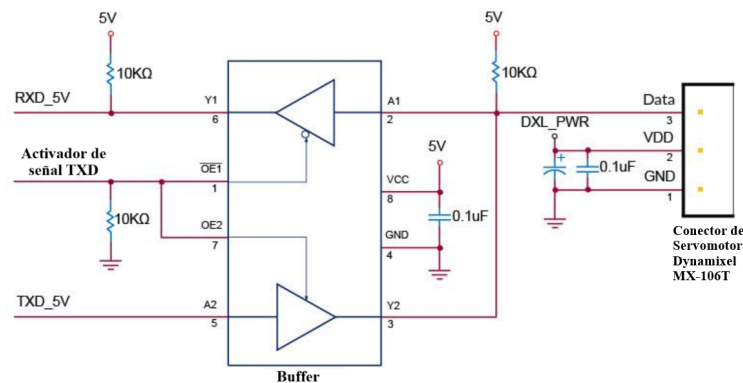 5V
10KΩ
RXD_5V
Activador de
señal TXD
10KΩ
TXD_5V
Y1
6
OE1
1
OE2
7
A2
5
A1
2
VCC
8
GND
4
Y2
3
Buffer
5V
10KΩ
5V
0.1uF
DXL_PWR
+
0.1uF
Data
3
VDD
2
GND
1
Conector de
Servomotor
Dynamixel
MX-106T